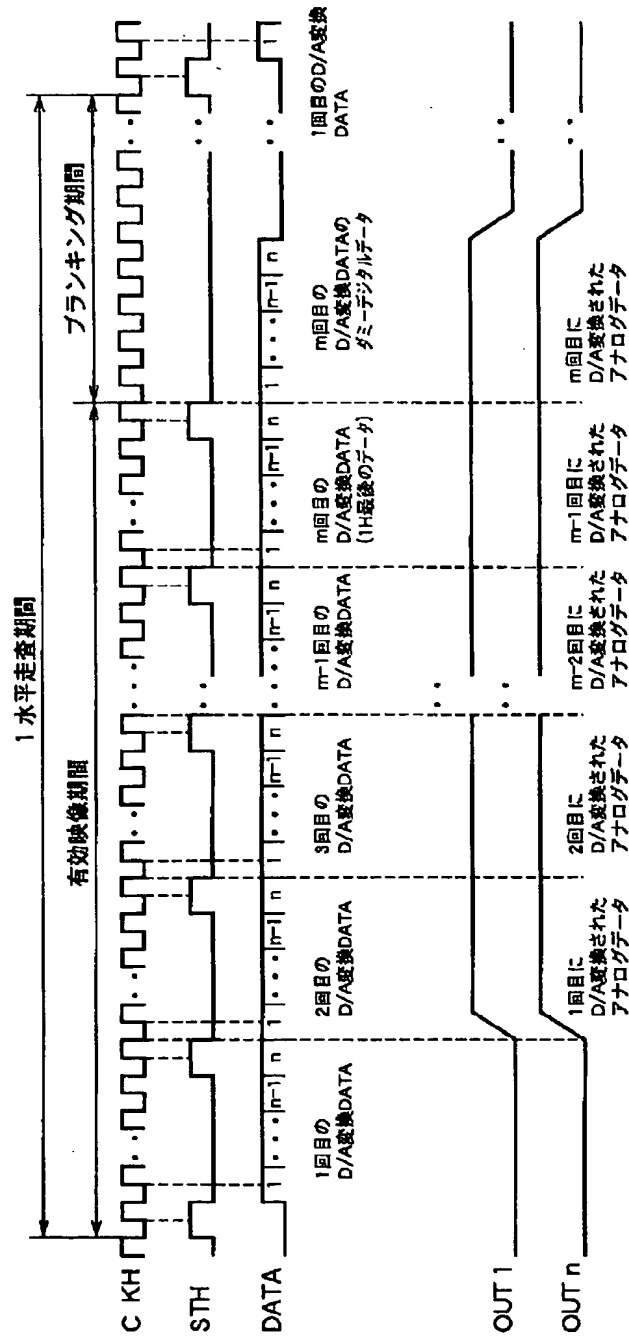 1水平走査期間
有効映像期間
ブランキング期間
C KH
STH
DATA
1 ・・・ n-1 n
1 ・・・ n-1 n
・・・ n-1 n
・・・・ n-1 n
1 ・・・・ n-1 n
1 ・・・ n-1 n
1
1回目の
D/A変換DATA
2回目の
D/A変換DATA
3回目の
D/A変換DATA
m-1回目の
D/A変換DATA
m回目の
D/A変換DATA
(1H最後のデータ)
m回目の
D/A変換DATAの
ダミーデジタルデータ
1回目のD/A変換
DATA
OUT 1
OUT n
1回目に
D/A変換された
アナログデータ
2回目に
D/A変換された
アナログデータ
m-2回目に
D/A変換された
アナログデータ
m-1回目に
D/A変換された
アナログデータ
m回目に
D/A変換された
アナログデータ